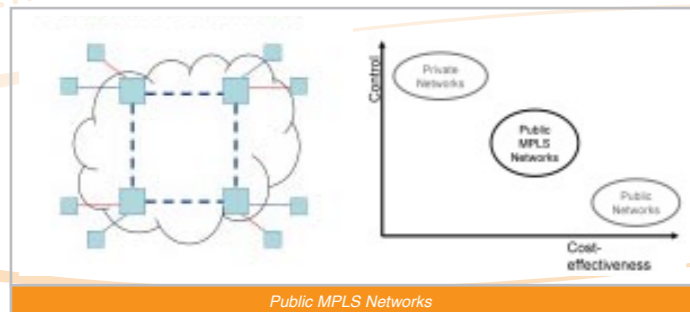 Private
Networks
Control
Public
MPLS
Networks
Public
Networks
Cost-
effectiveness
Public MPLS Networks